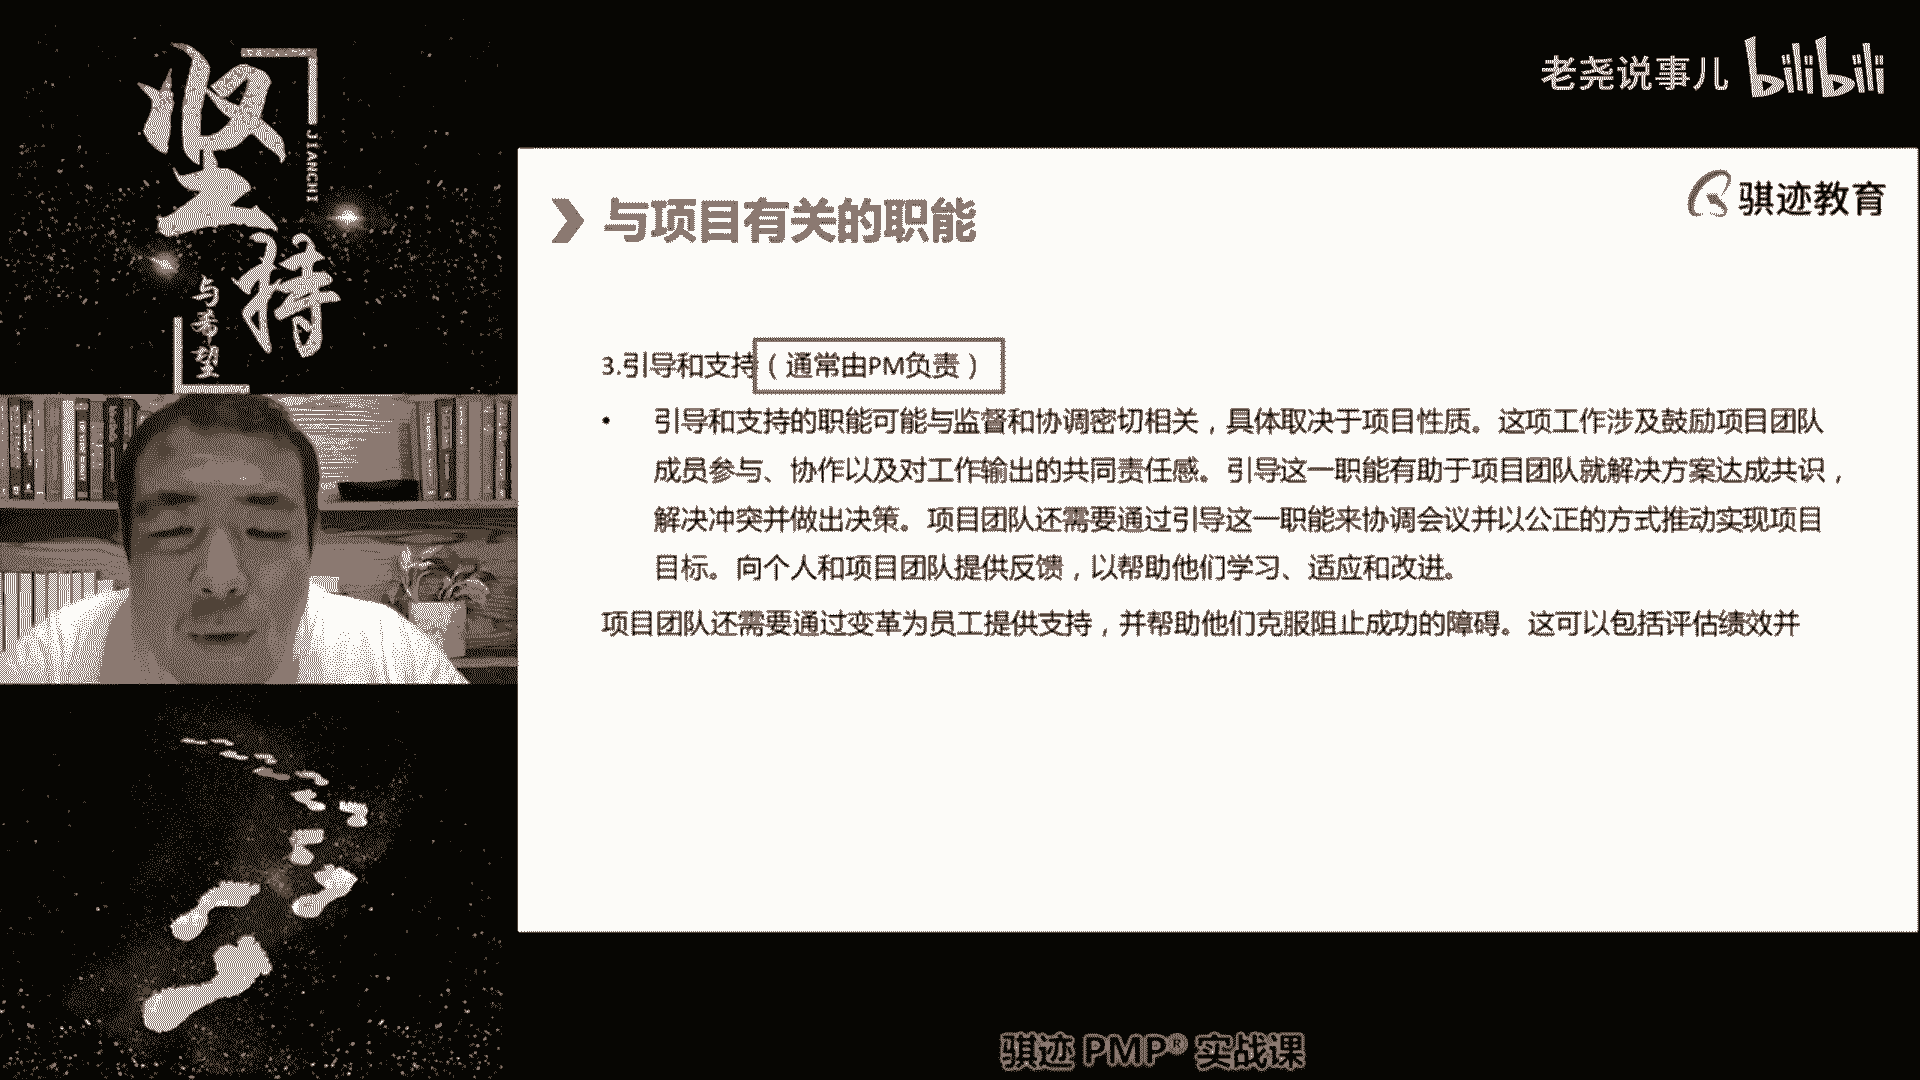 坚持
JIANCHI
与希望
老尧说事儿 bilibili
骐迹教育
与项目有关的职能
3.引导和支持（通常由PM负责）
• 引导和支持的职能可能与监督和协调密切相关，具体取决于项目性质。这项工作涉及鼓励项目团队
成员参与、协作以及对工作输出的共同责任感。引导这一职能有助于项目团队就解决方案达成共识，
解决冲突并做出决策。项目团队还需要通过引导这一职能来协调会议并以公正的方式推动实现项目
目标。向个人和项目团队提供反馈，以帮助他们学习、适应和改进。
项目团队还需要通过变革为员工提供支持，并帮助他们克服阻止成功的障碍。这可以包括评估绩效并
骐迹 PMP® 实战课